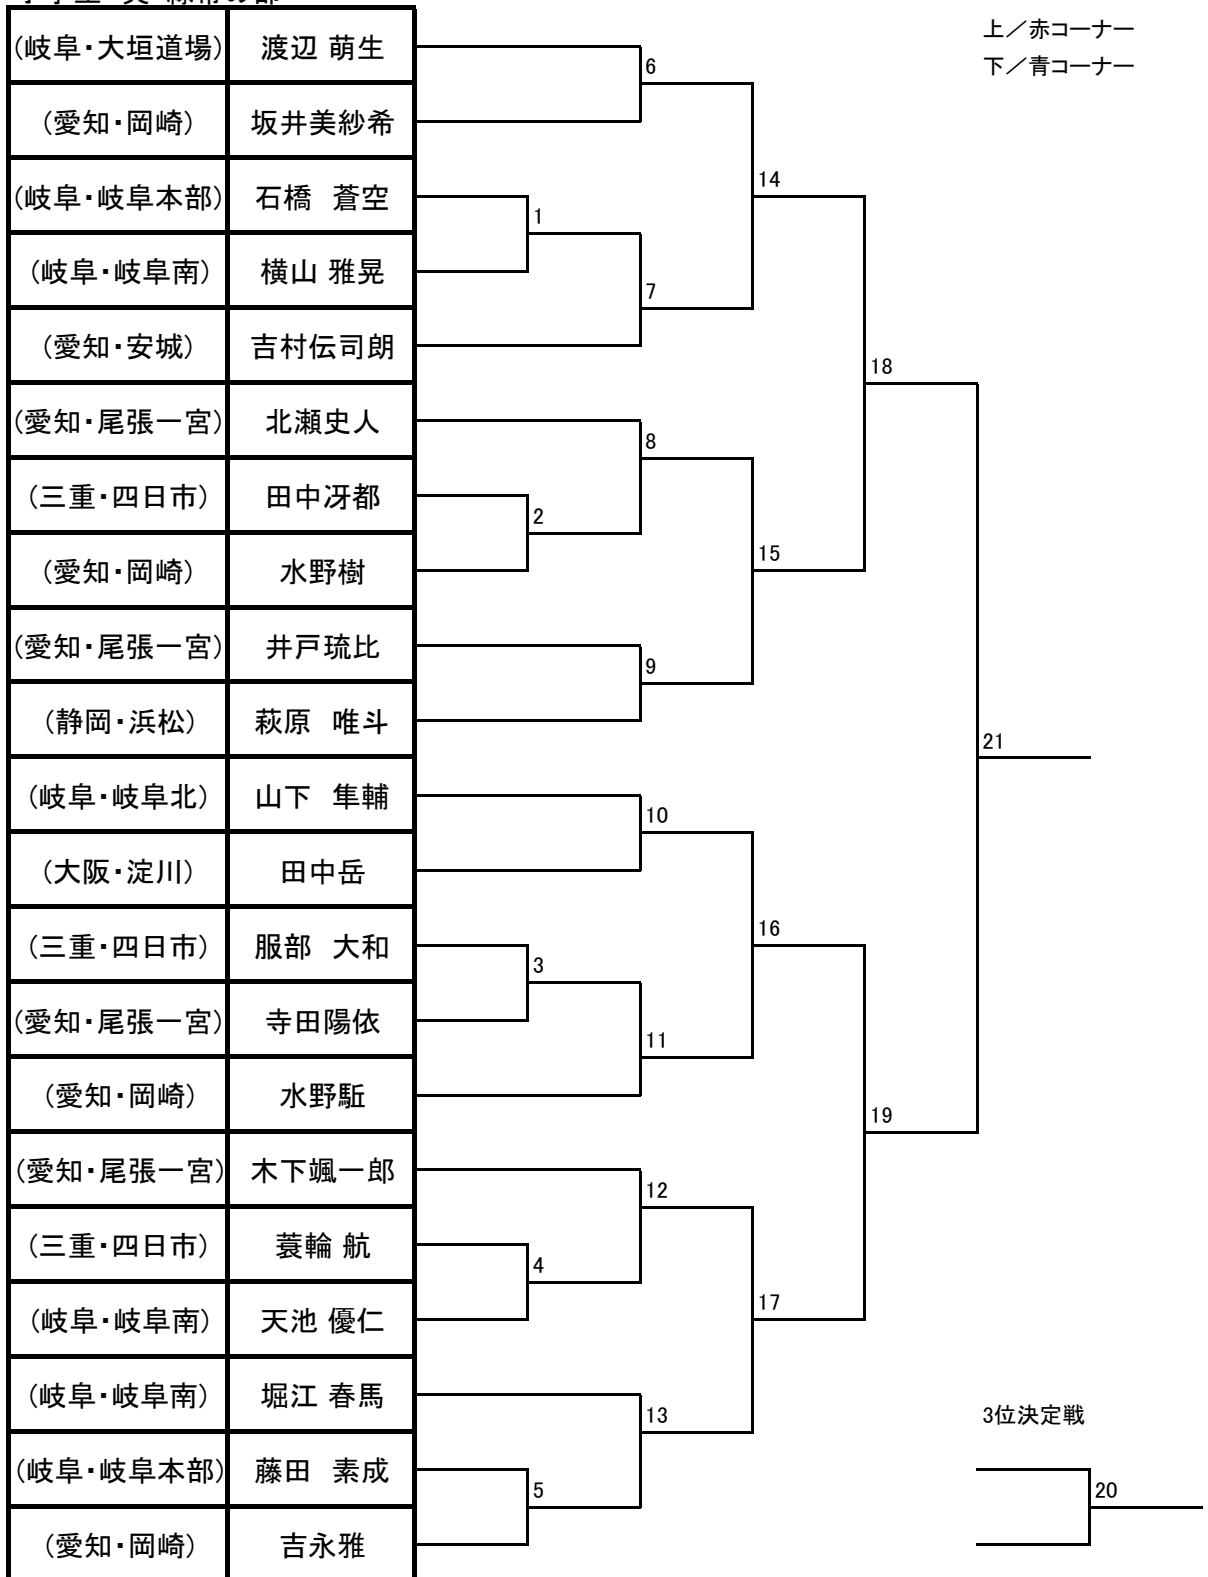 上／赤コーナー
下／青コーナー
(岐阜・大垣道場) 渡辺 萌生
(愛知・岡崎) 坂井美紗希
(岐阜・岐阜本部) 石橋 蒼空
(岐阜・岐阜南) 横山 雅晃
(愛知・安城) 吉村伝司朗
(愛知・尾張一宮) 北瀬史人
(三重・四日市) 田中冴都
(愛知・岡崎) 水野樹
(愛知・尾張一宮) 井戸琉比
(静岡・浜松) 萩原 唯斗
(岐阜・岐阜北) 山下 隼輔
(大阪・淀川) 田中岳
(三重・四日市) 服部 大和
(愛知・尾張一宮) 寺田陽依
(愛知・岡崎) 水野駈
(愛知・尾張一宮) 木下颯一郎
(三重・四日市) 蓑輪 航
(岐阜・岐阜南) 天池 優仁
(岐阜・岐阜南) 堀江 春馬
(岐阜・岐阜本部) 藤田 素成
(愛知・岡崎) 吉永雅
1
2
3
4
5
6
7
8
9
10
11
12
13
14
15
16
17
18
19
21
3位決定戦
20